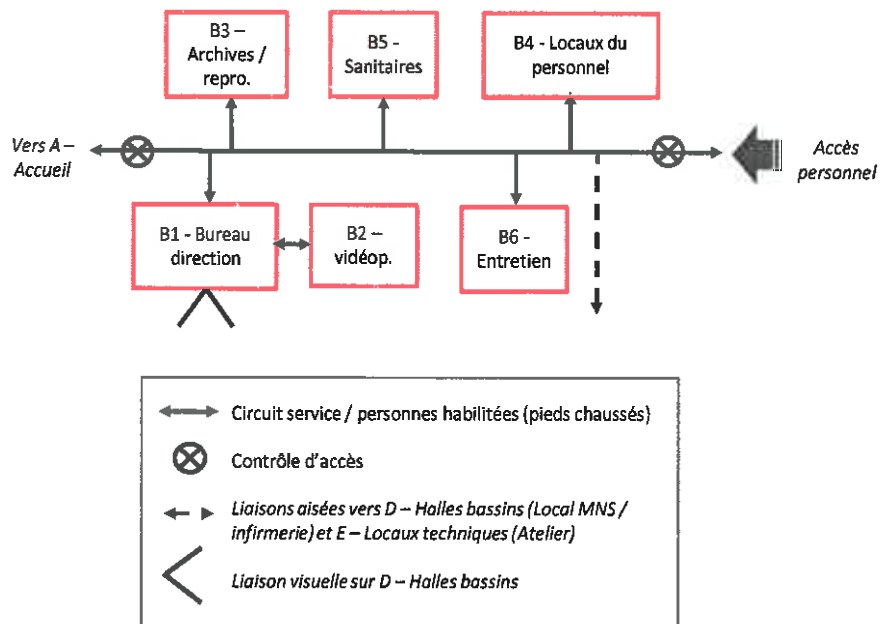 B3 –
Archives /
repro.
B5 -
Sanitaires
B4 - Locaux du
personnel
Vers A –
Accueil
Accès
personnel
B1 - Bureau
direction
B2 –
vidéop.
B6 -
Entretien
Circuit service / personnes habilitées (pieds chaussés)
Contrôle d'accès
Liaisons aisées vers D – Halles bassins (Local MNS /
infirmerie) et E – Locaux techniques (Atelier)
Liaison visuelle sur D – Halles bassins